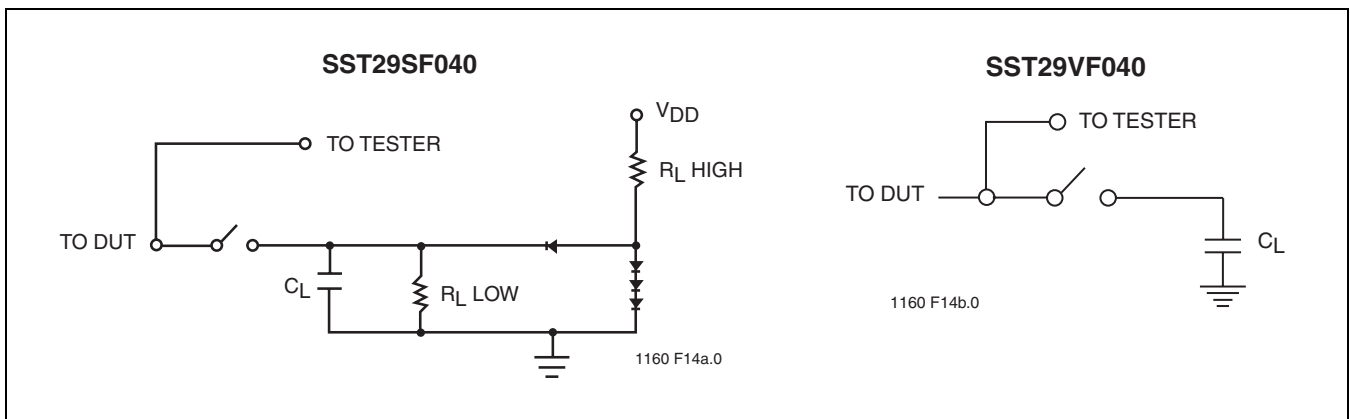 SST29SF040
VDD
TO TESTER
RL HIGH
TO DUT
CL
RL LOW
1160 F14a.0
SST29VF040
TO TESTER
TO DUT
CL
1160 F14b.0